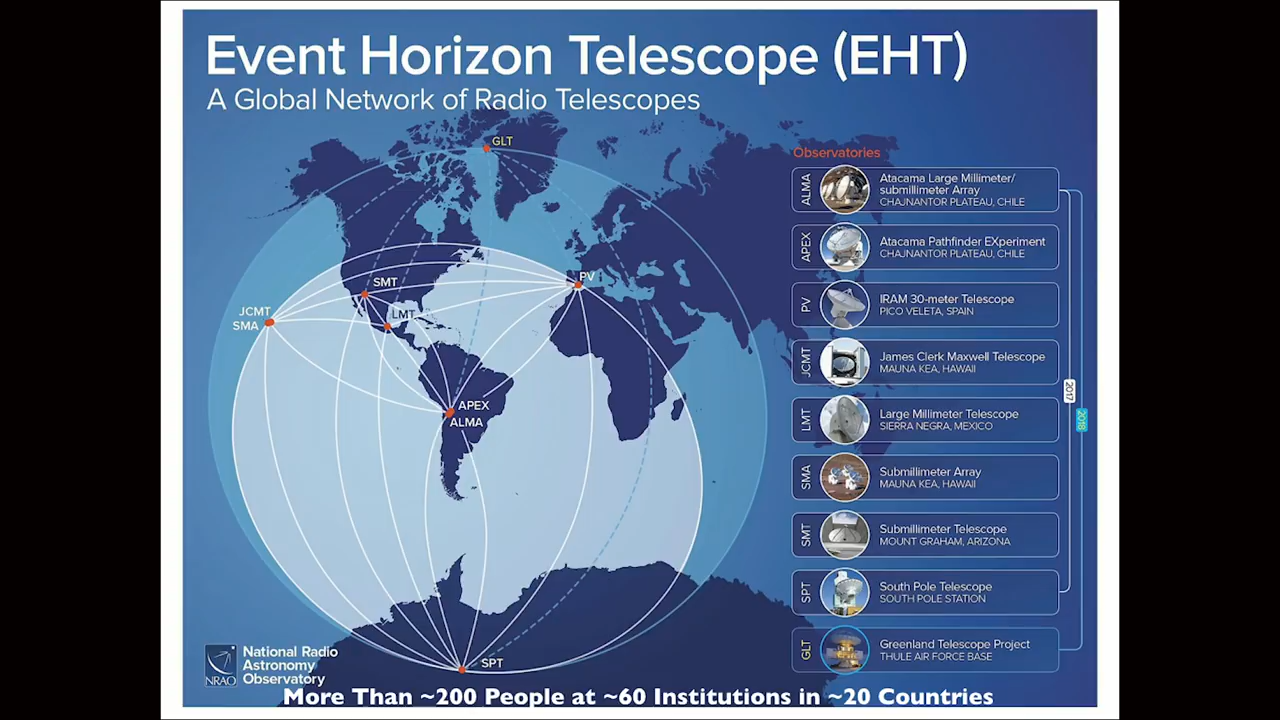 Event Horizon Telescope (EHT)
A Global Network of Radio Telescopes
GLT
SMT
PV
JCMT
SMA
LMT
APEX
ALMA
SPT
Observatories
ALMA
Atacama Large Millimeter/
submillimeter Array
CHAJNANTOR PLATEAU, CHILE
APEX
Atacama Pathfinder EXperiment
CHAJNANTOR PLATEAU, CHILE
PV
IRAM 30-meter Telescope
PICO VELETA, SPAIN
JCMT
James Clerk Maxwell Telescope
MAUNA KEA, HAWAII
LMT
Large Millimeter Telescope
SIERRA NEGRA, MEXICO
SMA
Submillimeter Array
MAUNA KEA, HAWAII
SMT
Submillimeter Telescope
MOUNT GRAHAM, ARIZONA
SPT
South Pole Telescope
SOUTH POLE STATION
GLT
Greenland Telescope Project
THULE AIR FORCE BASE
2017
2018
NRAO
National Radio
Astronomy
Observatory
More Than ~200 People at ~60 Institutions in ~20 Countries